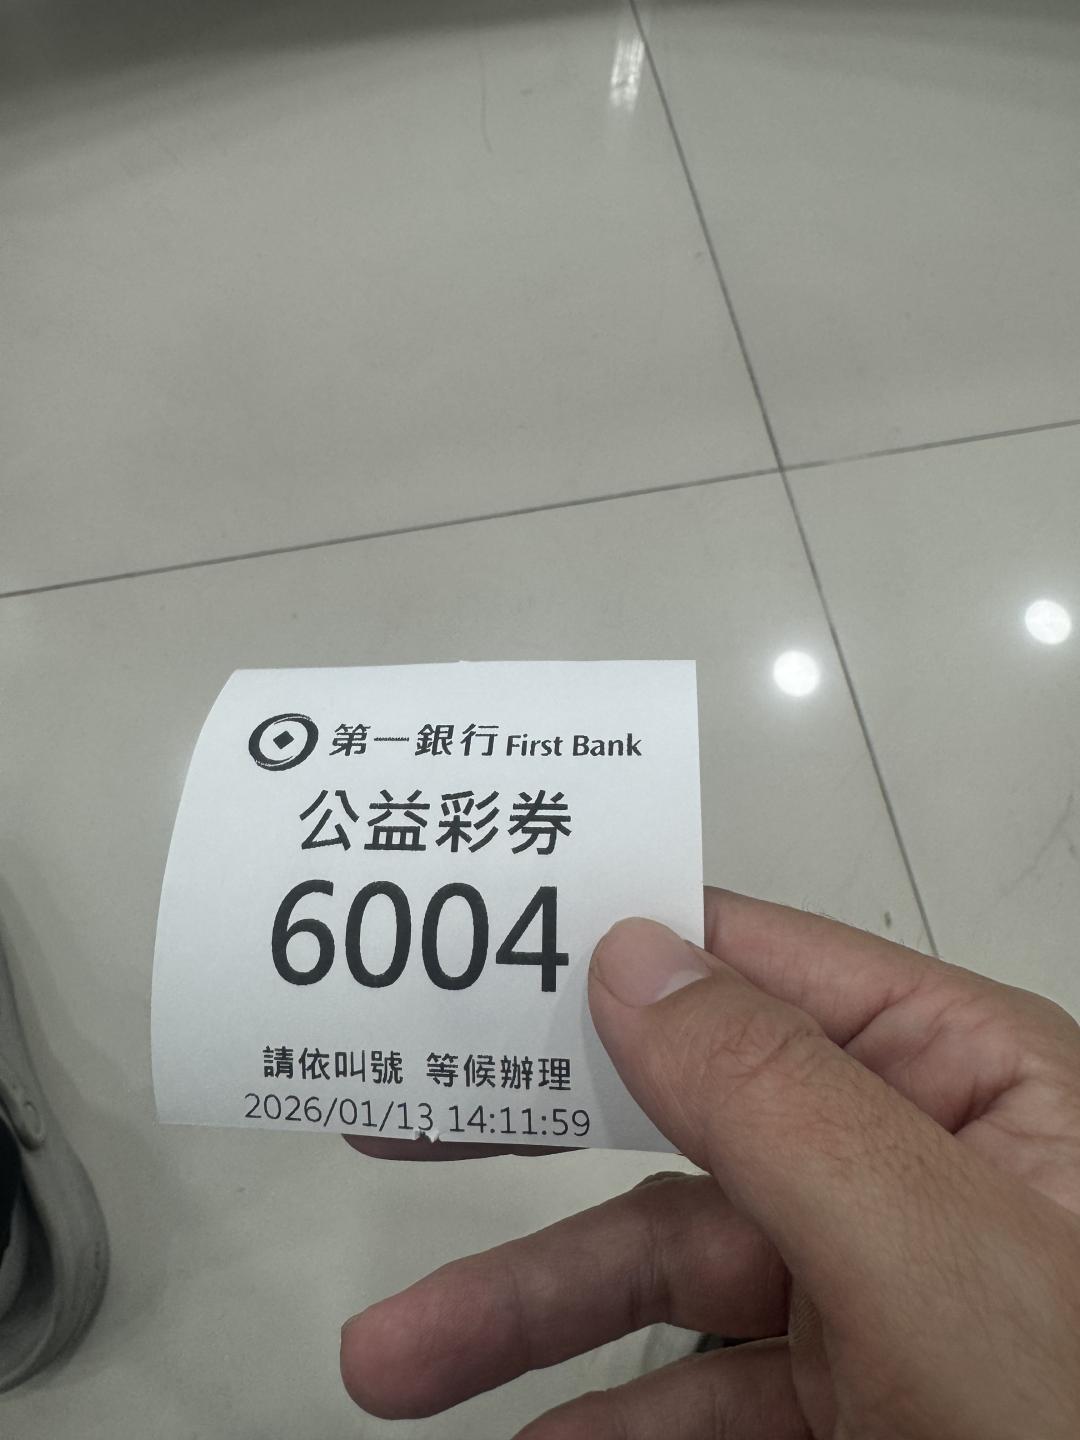 第一銀行 First Bank
公益彩券
6004
請依叫號 等候辦理
2026/01/13 14:11:59